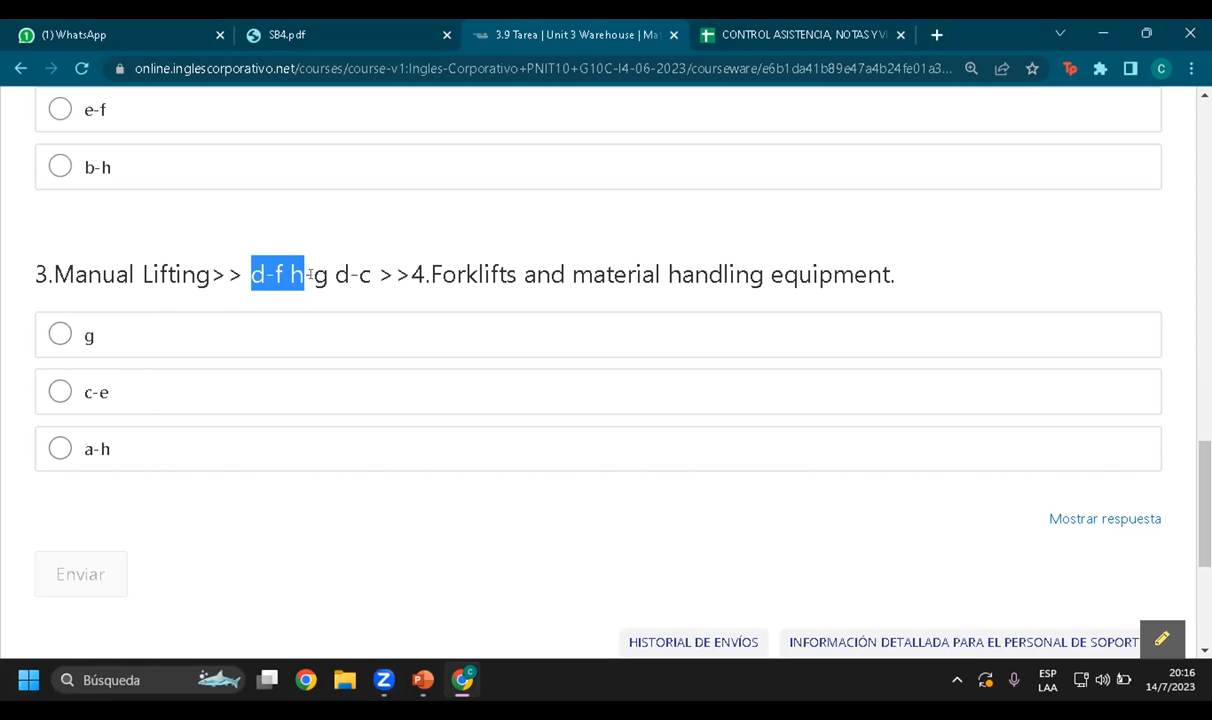 (1) WhatsApp
SB4.pdf
3.9 Tarea | Unit 3 Warehouse | Ma
CONTROL ASISTENCIA, NOTAS Y V
online.inglescorporativo.net/courses/course-v1:Ingles-Corporativo+PNIT10+G10C-I4-06-2023/courseware/e6b1da41b89e47a4b24fe01a3...
e-f
b-h
3.Manual Lifting>> d-f h-g d-c >>4.Forklifts and material handling equipment.
g
c-e
a-h
Mostrar respuesta
Enviar
HISTORIAL DE ENVÍOS
INFORMACIÓN DETALLADA PARA EL PERSONAL DE SOPORT
Búsqueda
ESP
LAA
20:16
14/7/2023